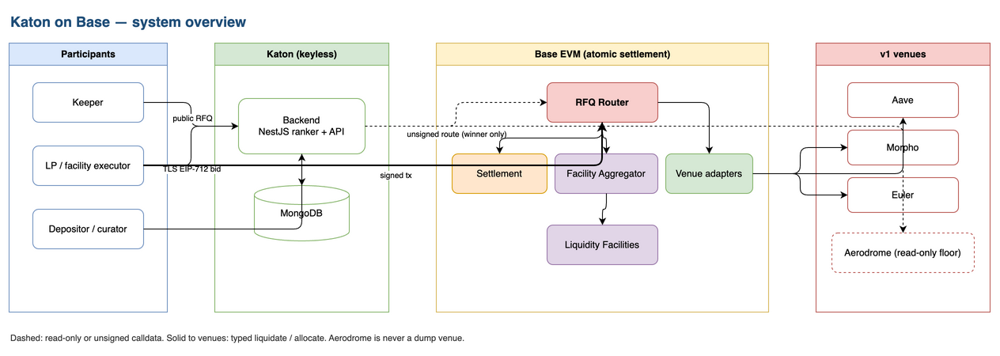 Katon on Base — system overview
Participants
Katon (keyless)
Base EVM (atomic settlement)
v1 venues
Keeper
public RFQ
LP / facility executor
TLS EIP-712 bid
Depositor / curator
Backend
NestJS ranker + API
MongoDB
signed tx
unsigned route (winner only)
RFQ Router
Settlement
Facility Aggregator
Venue adapters
Liquidity Facilities
Aave
Morpho
Euler
Aerodrome (read-only floor)
Dashed: read-only or unsigned calldata. Solid to venues: typed liquidate / allocate. Aerodrome is never a dump venue.